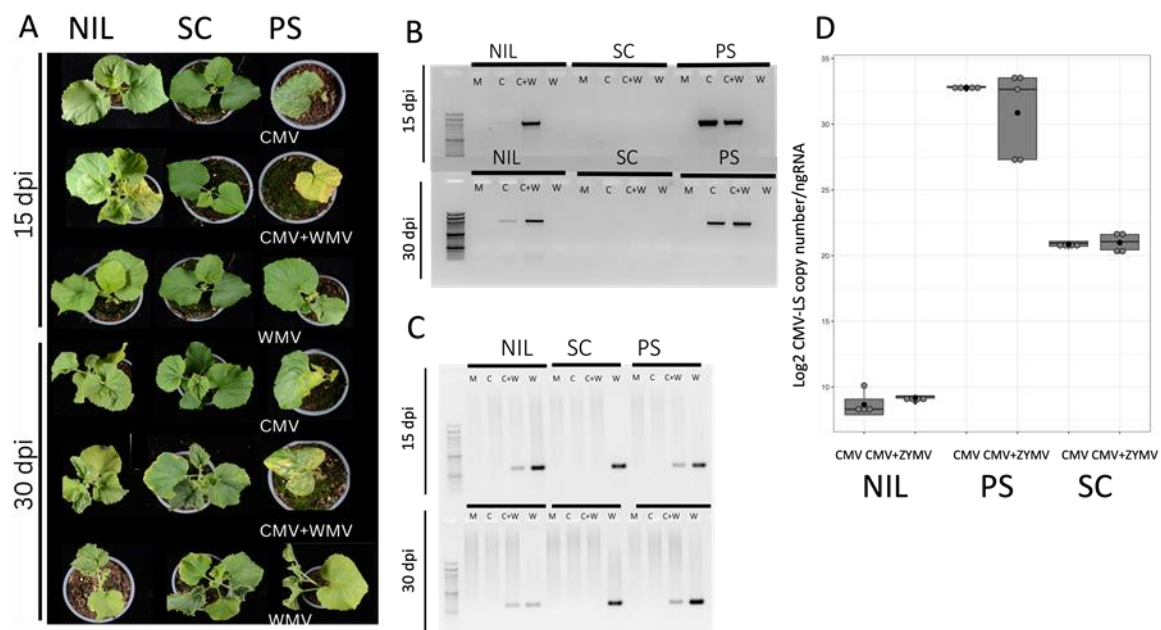 A
NIL SC PS
15 dpi
CMV
CMV+WMV
WMV
30 dpi
CMV
CMV+WMV
WMV
B
NIL SC PS
15 dpi
M C C+W W M C C+W W M C C+W W
30 dpi
NIL SC PS
M C C+W W M C C+W W M C C+W W
C
NIL SC PS
15 dpi
M C C+W W M C C+W W M C C+W W
30 dpi
M C C+W W M C C+W W M C C+W W
D
Log2 CMV-LS copy number/ngRNA
35
30
25
20
15
10
CMV CMV+ZYMV CMV CMV+ZYMV CMV CMV+ZYMV
NIL PS SC